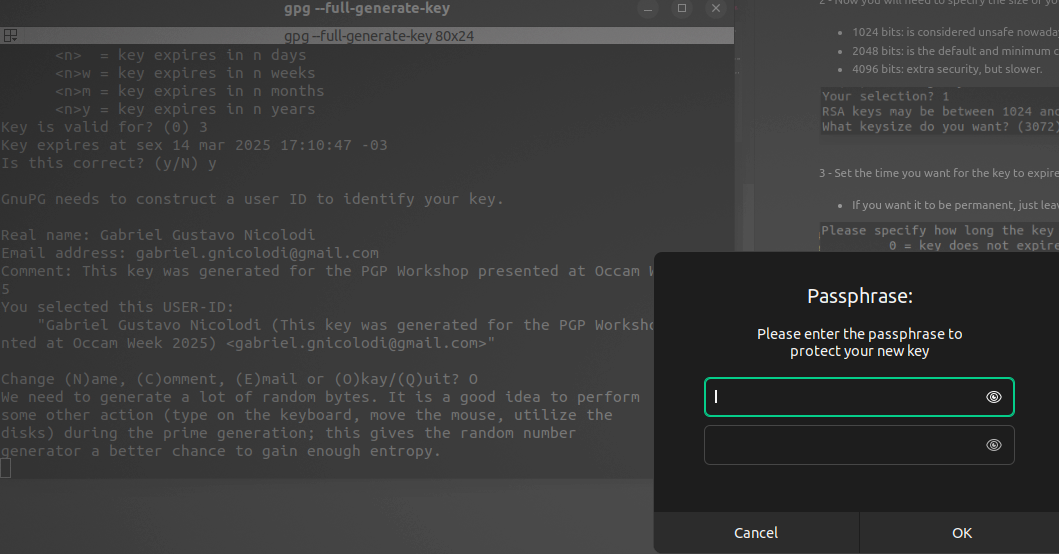 gpg --full-generate-key
gpg --full-generate-key 80x24
<n>  = key expires in n days
<n>w = key expires in n weeks
<n>m = key expires in n months
<n>y = key expires in n years
Key is valid for? (0) 3
Key expires at sex 14 mar 2025 17:10:47 -03
Is this correct? (y/N) y
GnuPG needs to construct a user ID to identify your key.
Real name: Gabriel Gustavo Nicolodi
Email address: gabriel.gnicolodi@gmail.com
Comment: This key was generated for the PGP Workshop presented at Occam W
5
You selected this USER-ID:
"Gabriel Gustavo Nicolodi (This key was generated for the PGP Worksho
nted at Occam Week 2025) <gabriel.gnicolodi@gmail.com>"
Change (N)ame, (C)omment, (E)mail or (O)kay/(Q)uit? O
We need to generate a lot of random bytes. It is a good idea to perform
some other action (type on the keyboard, move the mouse, utilize the
disks) during the prime generation; this gives the random number
generator a better chance to gain enough entropy.
2 - Now you will need to specify the size of yo
1024 bits: is considered unsafe nowada
2048 bits: is the default and minimum c
4096 bits: extra security, but slower.
Your selection? 1
RSA keys may be between 1024 and
What keysize do you want? (3072)
3 - Set the time you want for the key to expire
If you want it to be permanent, just leav
Please specify how long the key
0 = key does not expire
Passphrase:
Please enter the passphrase to
protect your new key
Cancel
OK